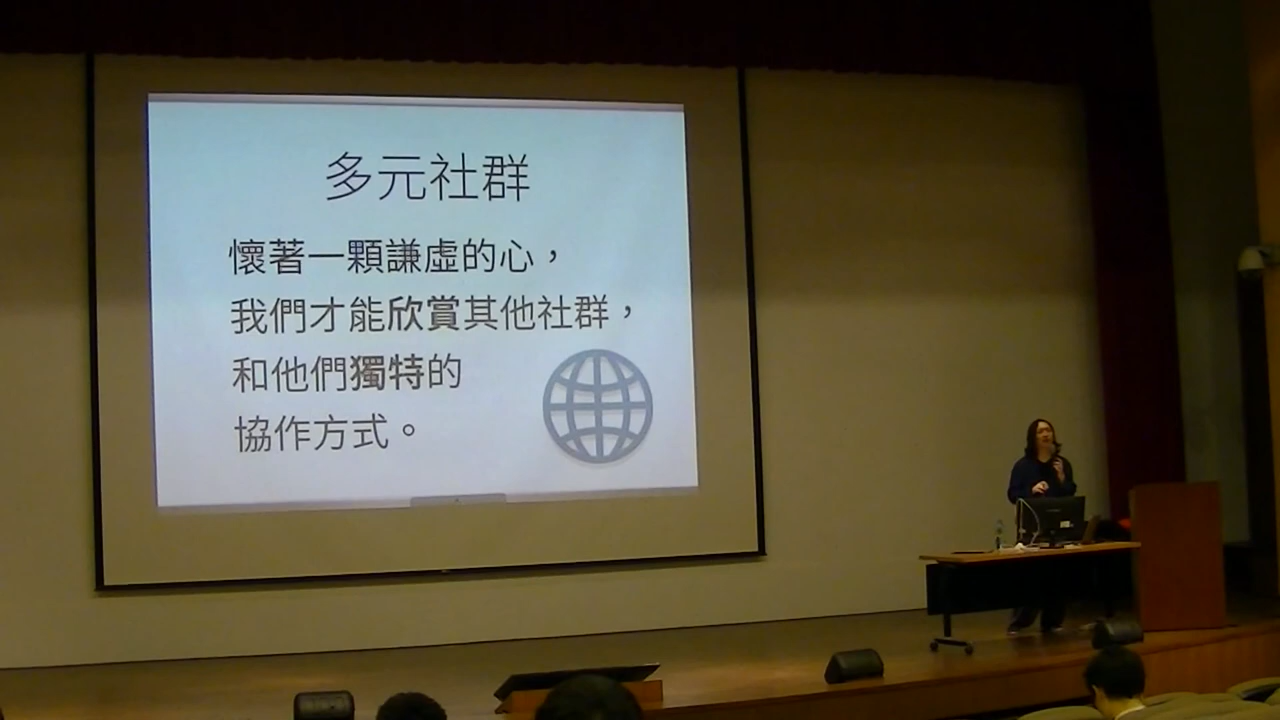 多元社群
懷著一顆謙虛的心，
我們才能欣賞其他社群，
和他們獨特的
協作方式。